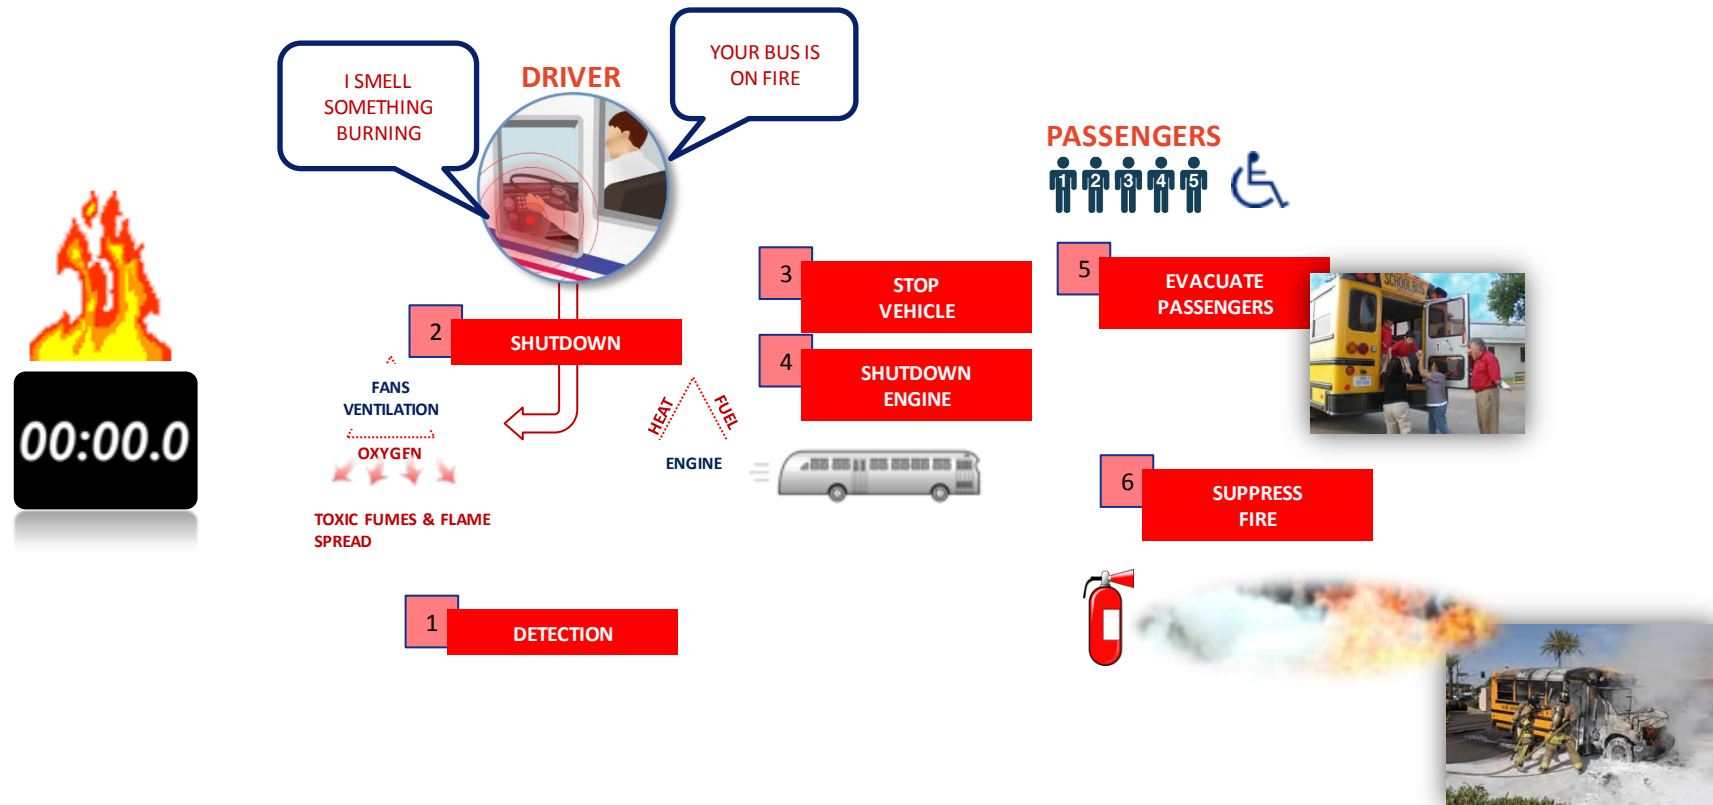 I SMELL
SOMETHING
BURNING
DRIVER
YOUR BUS IS
ON FIRE
PASSENGERS
1 2 3 4 5
3
STOP
VEHICLE
5
EVACUATE
PASSENGERS
SCHOOL BUS
2
SHUTDOWN
4
SHUTDOWN
ENGINE
FANS
VENTILATION
OXYGEN
HEAT
FUEL
ENGINE
00:00.0
TOXIC FUMES & FLAME
SPREAD
6
SUPPRESS
FIRE
1
DETECTION